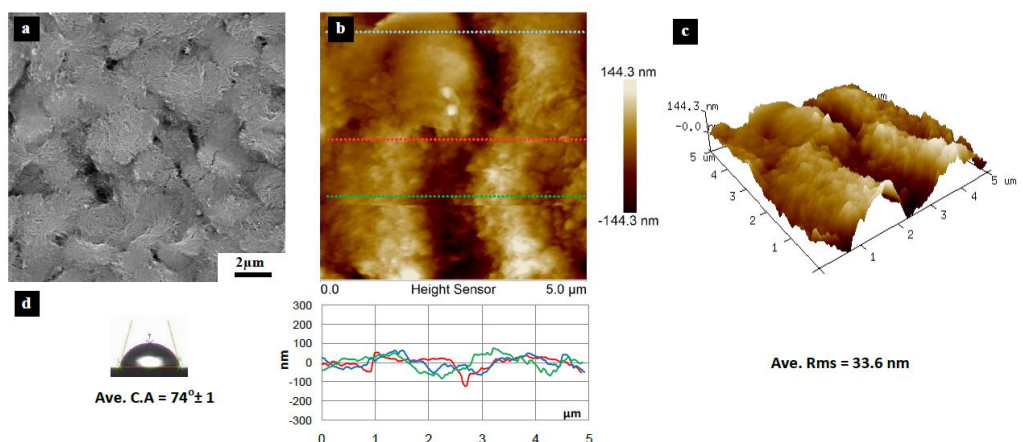 a
2µm
b
0.0
Height Sensor
5.0 µm
144.3 nm
-144.3 nm
c
144.3 nm
-0.0 n
µm
5 um
4
3
2
1
1
2
3
4
5 um
Ave. Rms = 33.6 nm
d
Ave. C.A = 74°± 1
300
200
100
0
-100
-200
-300
nm
µm
0 1 2 3 4 5